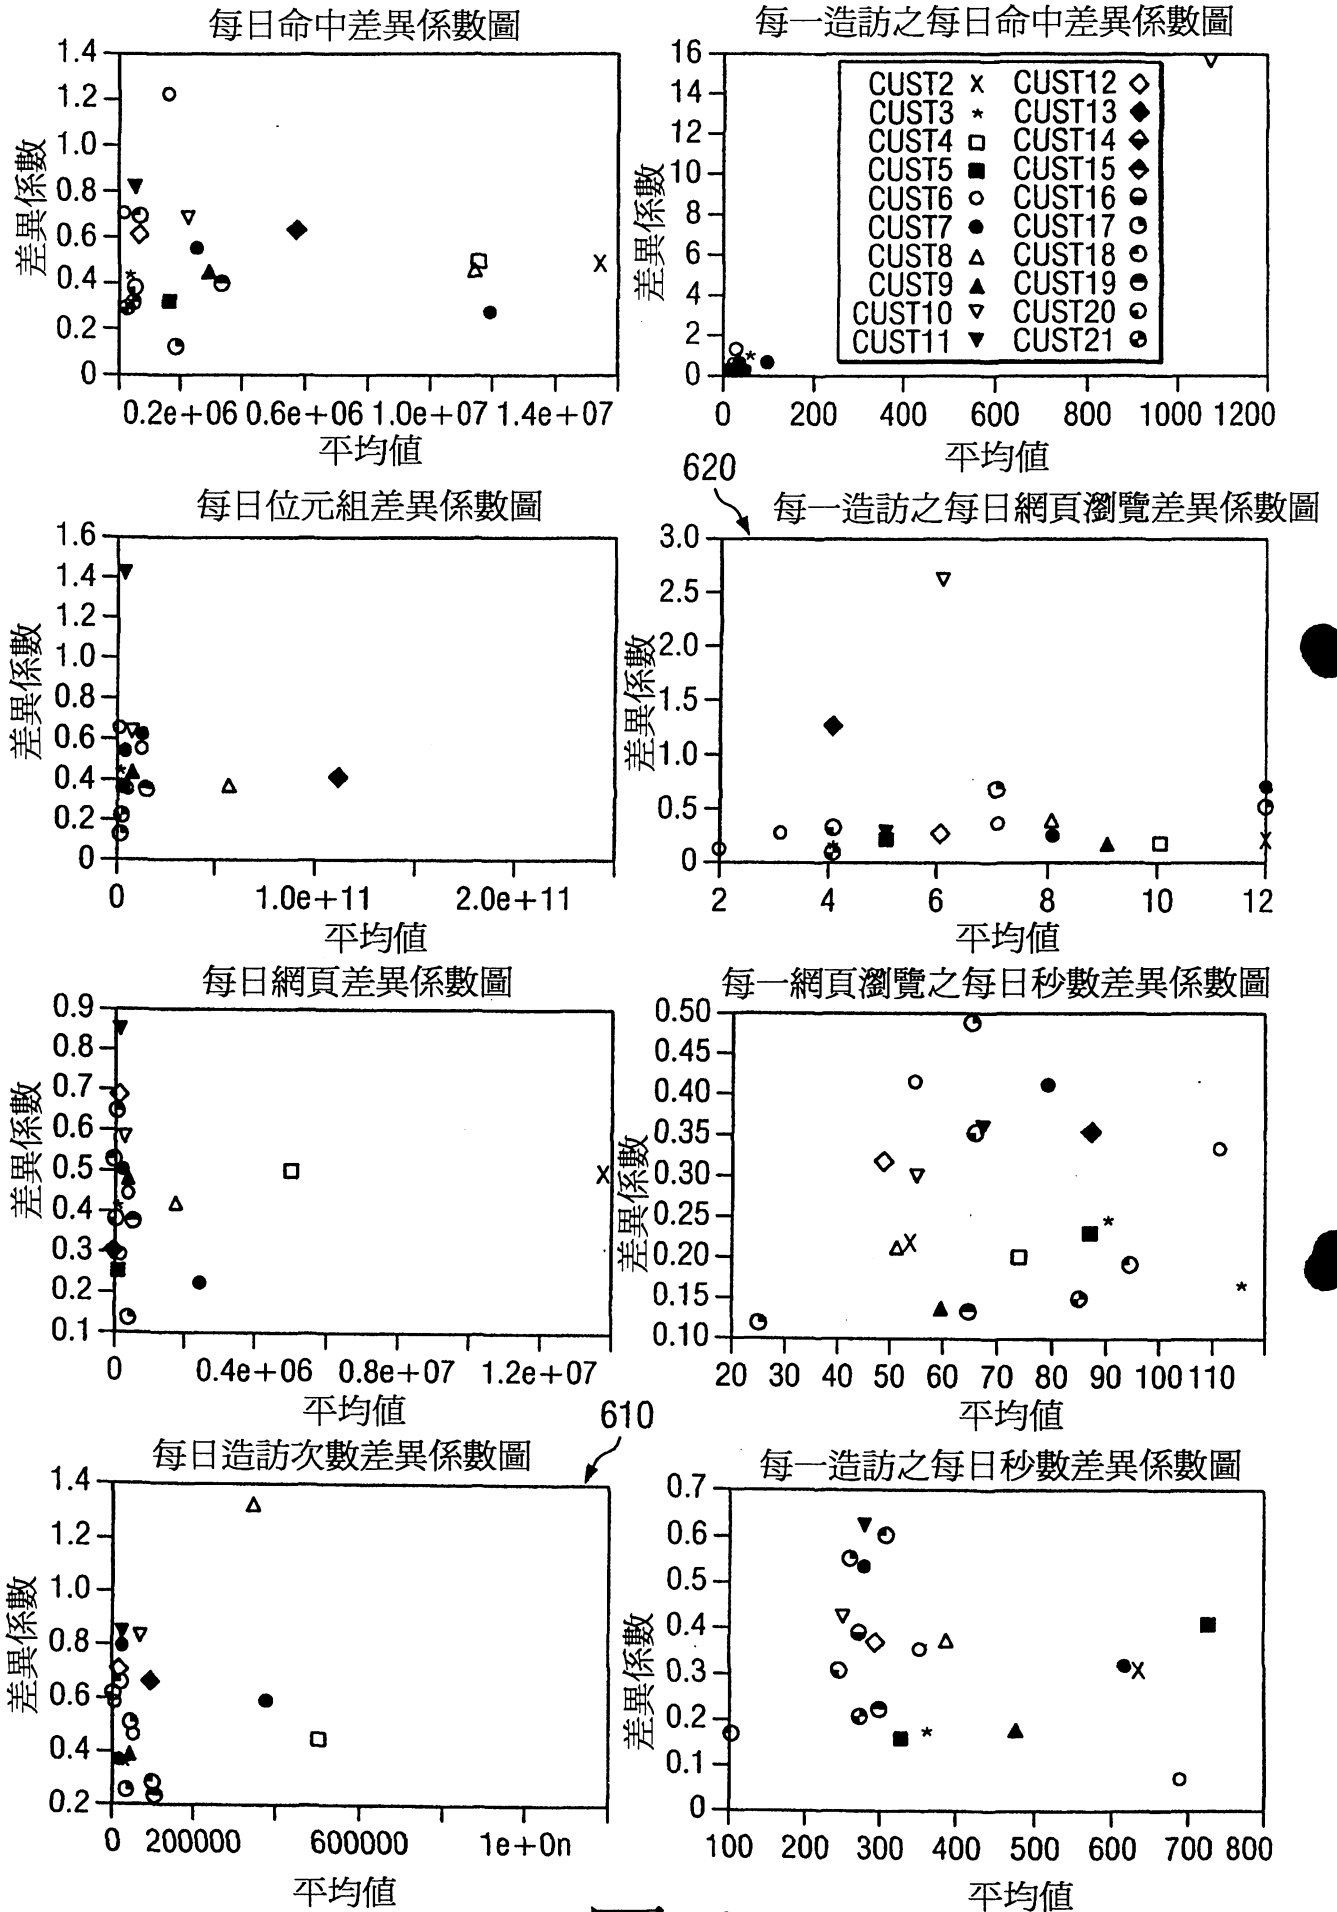 每日命中差異係數圖
1.4
1.2
1.0
0.8
0.6
0.4
0.2
0
差異係數
0.2e+06 0.6e+06 1.0e+07 1.4e+07
平均值
每一造訪之每日命中差異係數圖
16
14
12
10
8
6
4
2
0
差異係數
CUST2 CUST12
CUST3 CUST13
CUST4 CUST14
CUST5 CUST15
CUST6 CUST16
CUST7 CUST17
CUST8 CUST18
CUST9 CUST19
CUST10 CUST20
CUST11 CUST21
0 200 400 600 800 1000 1200
平均值
每日位元組差異係數圖
1.6
1.4
1.2
1.0
0.8
0.6
0.4
0.2
0
差異係數
0 1.0e+11 2.0e+11
平均值
620
每一造訪之每日網頁瀏覽差異係數圖
3.0
2.5
2.0
1.5
1.0
0.5
0
差異係數
2 4 6 8 10 12
平均值
每日網頁差異係數圖
0.9
0.8
0.7
0.6
0.5
0.4
0.3
0.2
0.1
差異係數
0 0.4e+06 0.8e+07 1.2e+07
平均值
每一網頁瀏覽之每日秒數差異係數圖
0.50
0.45
0.40
0.35
0.30
0.25
0.20
0.15
0.10
差異係數
20 30 40 50 60 70 80 90 100 110
平均值
610
每日造訪次數差異係數圖
1.4
1.2
1.0
0.8
0.6
0.4
0.2
差異係數
0 200000 600000 1e+0n
平均值
每一造訪之每日秒數差異係數圖
0.7
0.6
0.5
0.4
0.3
0.2
0.1
0
差異係數
100 200 300 400 500 600 700 800
平均值